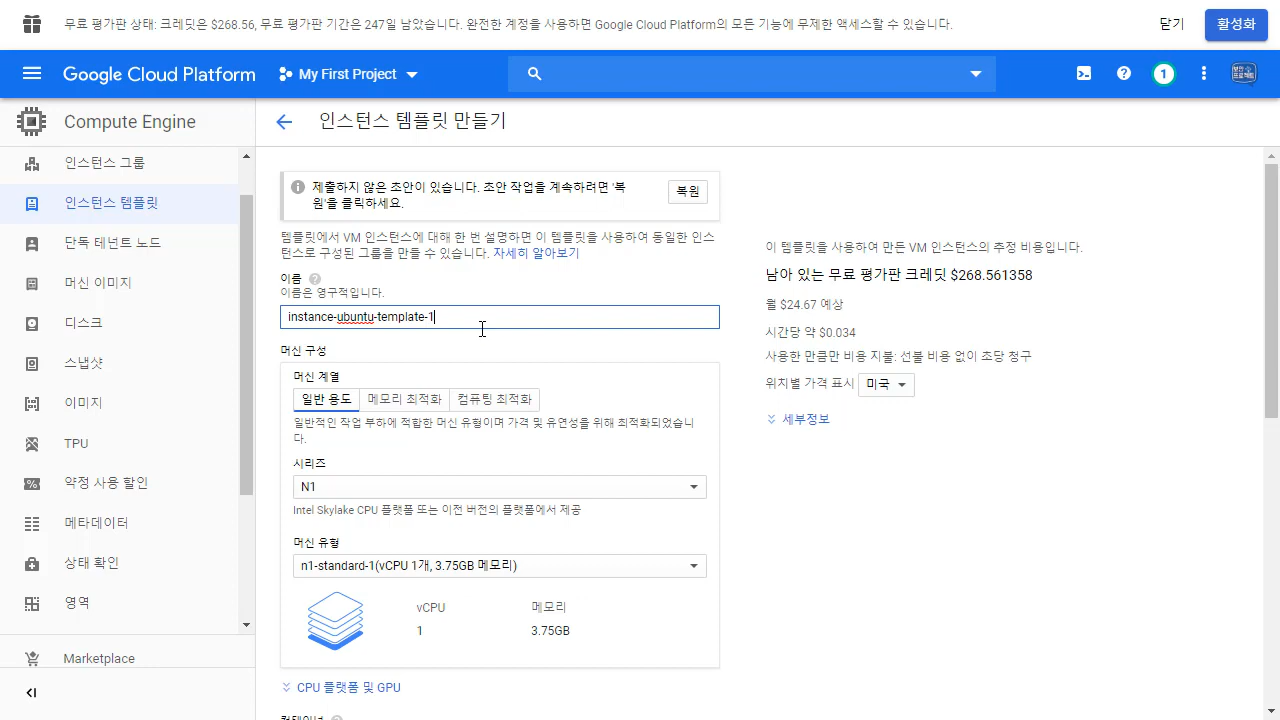 무료 평가판 상태: 크레딧은 $268.56, 무료 평가판 기간은 247일 남았습니다. 완전한 계정을 사용하면 Google Cloud Platform의 모든 기능에 무제한 액세스할 수 있습니다.
닫기
활성화
Google Cloud Platform
My First Project
1
Compute Engine
인스턴스 템플릿 만들기
인스턴스 그룹
인스턴스 템플릿
단독 테넌트 노드
머신 이미지
디스크
스냅샷
이미지
TPU
약정 사용 할인
메타데이터
상태 확인
영역
Marketplace
제출하지 않은 초안이 있습니다. 초안 작업을 계속하려면 '복
원'을 클릭하세요.
복원
템플릿에서 VM 인스턴스에 대해 한 번 설명하면 이 템플릿을 사용하여 동일한 인스
턴스로 구성된 그룹을 만들 수 있습니다. 자세히 알아보기
이름
이름은 영구적입니다.
instance-ubuntu-template-1
머신 구성
머신 계열
일반 용도
메모리 최적화
컴퓨팅 최적화
일반적인 작업 부하에 적합한 머신 유형이며 가격 및 유연성을 위해 최적화되었습니
다.
시리즈
N1
Intel Skylake CPU 플랫폼 또는 이전 버전의 플랫폼에서 제공
머신 유형
n1-standard-1(vCPU 1개, 3.75GB 메모리)
vCPU
메모리
1
3.75GB
CPU 플랫폼 및 GPU
컨테이너
이 템플릿을 사용하여 만든 VM 인스턴스의 추정 비용입니다.
남아 있는 무료 평가판 크레딧 $268.561358
월 $24.67 예상
시간당 약 $0.034
사용한 만큼만 비용 지불: 선불 비용 없이 초당 청구
위치별 가격 표시
미국
세부정보